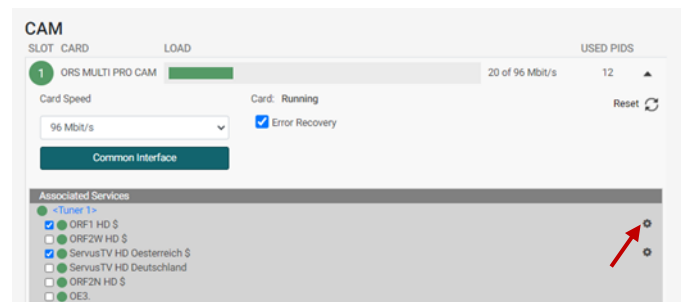 CAM
SLOT CARD LOAD USED PIDS
1 ORS MULTI PRO CAM 20 of 96 Mbit/s 12
Card Speed Card: Running Reset
96 Mbit/s Error Recovery
Common Interface
Associated Services
<Tuner 1>
ORF1 HD $
ORF2W HD $
ServusTV HD Oesterreich $
ServusTV HD Deutschland
ORF2N HD $
OE3.